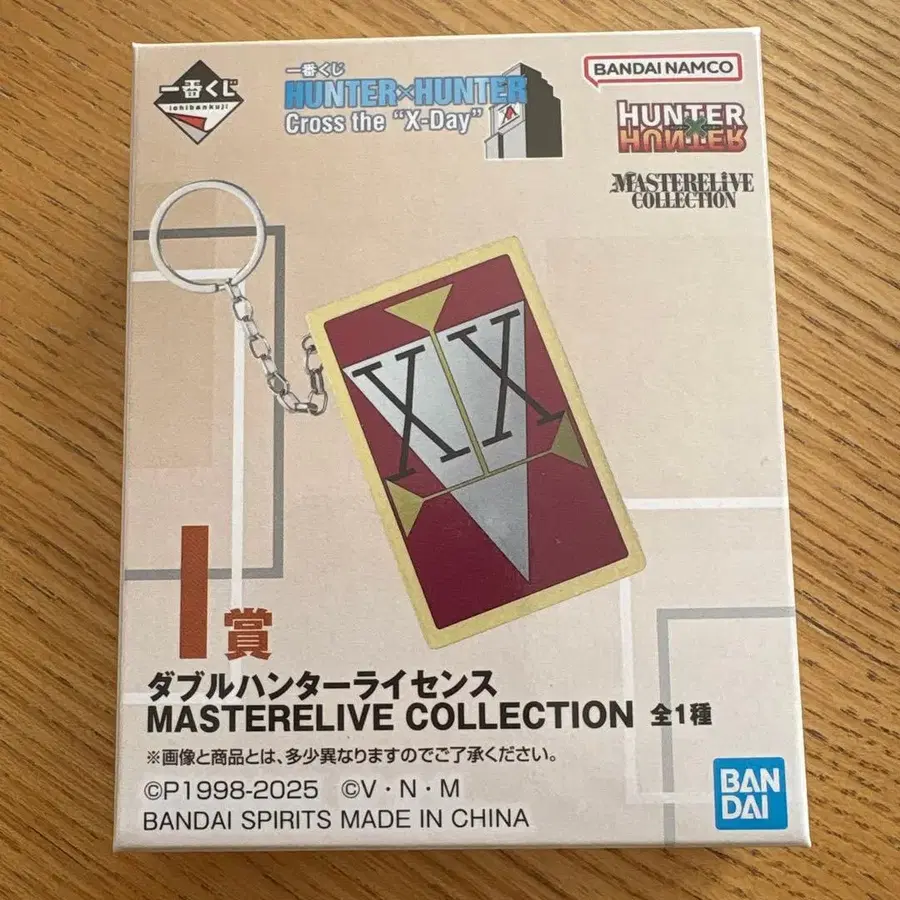 一番くじ
ichibankuji
一番くじ
HUNTER×HUNTER
Cross the "X-Day"
BANDAI NAMCO
HUNTER×HUNTER
MASTERELIVE
COLLECTION
XX
I賞
ダブルハンターライセンス
MASTERELIVE COLLECTION 全1種
※画像と商品とは、多少異なりますのでご了承ください。
©P1998-2025 ©V・N・M
BANDAI SPIRITS MADE IN CHINA
BAN
DAI